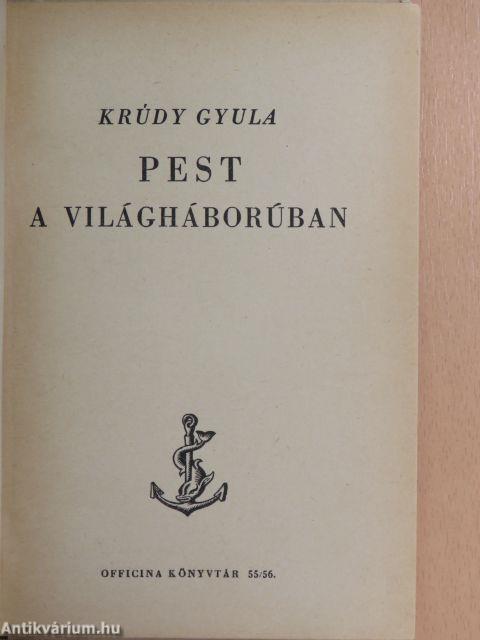 KRÚDY GYULA
PEST
A VILÁGHÁBORÚBAN
OFFICINA KÖNYVTÁR 55/56.
Antikvárium.hu